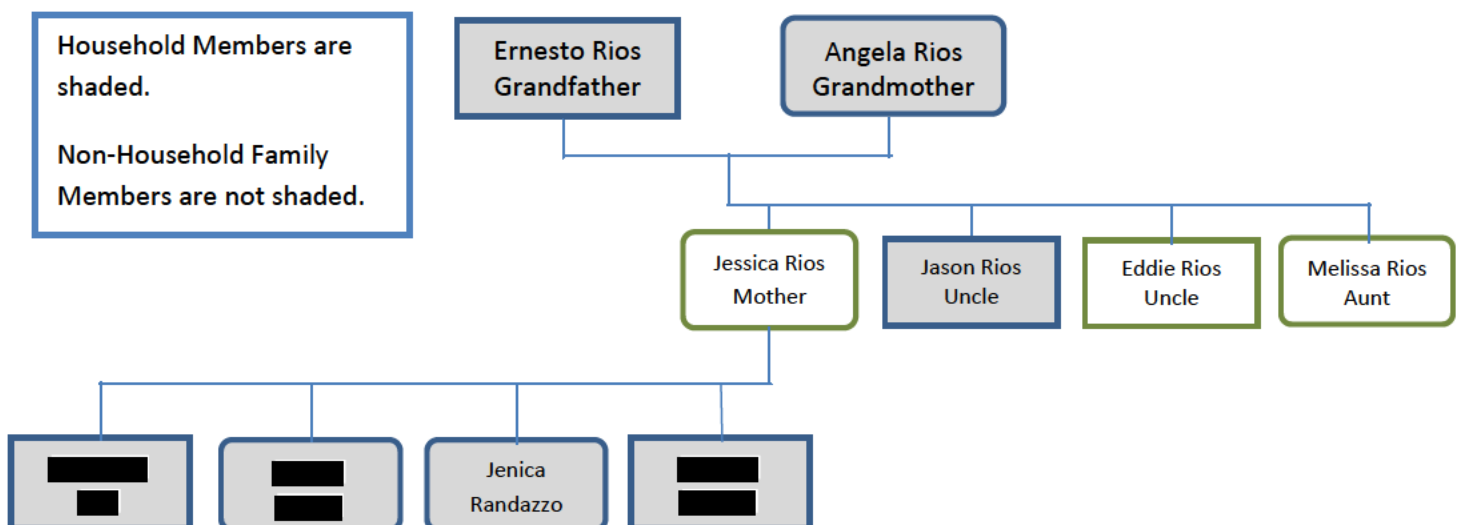 Household Members are
shaded.
Non-Household Family
Members are not shaded.
Ernesto Rios
Grandfather
Angela Rios
Grandmother
Jessica Rios
Mother
Jason Rios
Uncle
Eddie Rios
Uncle
Melissa Rios
Aunt
Jenica
Randazzo